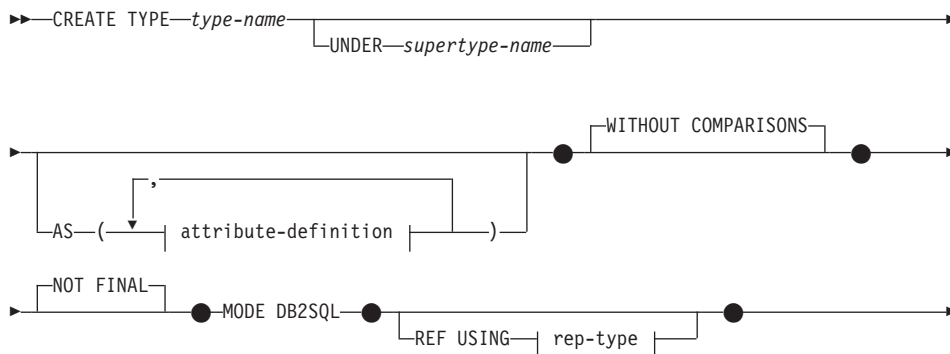 CREATE TYPE type-name
UNDER supertype-name
WITHOUT COMPARISONS
,
AS ( attribute-definition )
NOT FINAL
MODE DB2SQL
REF USING rep-type